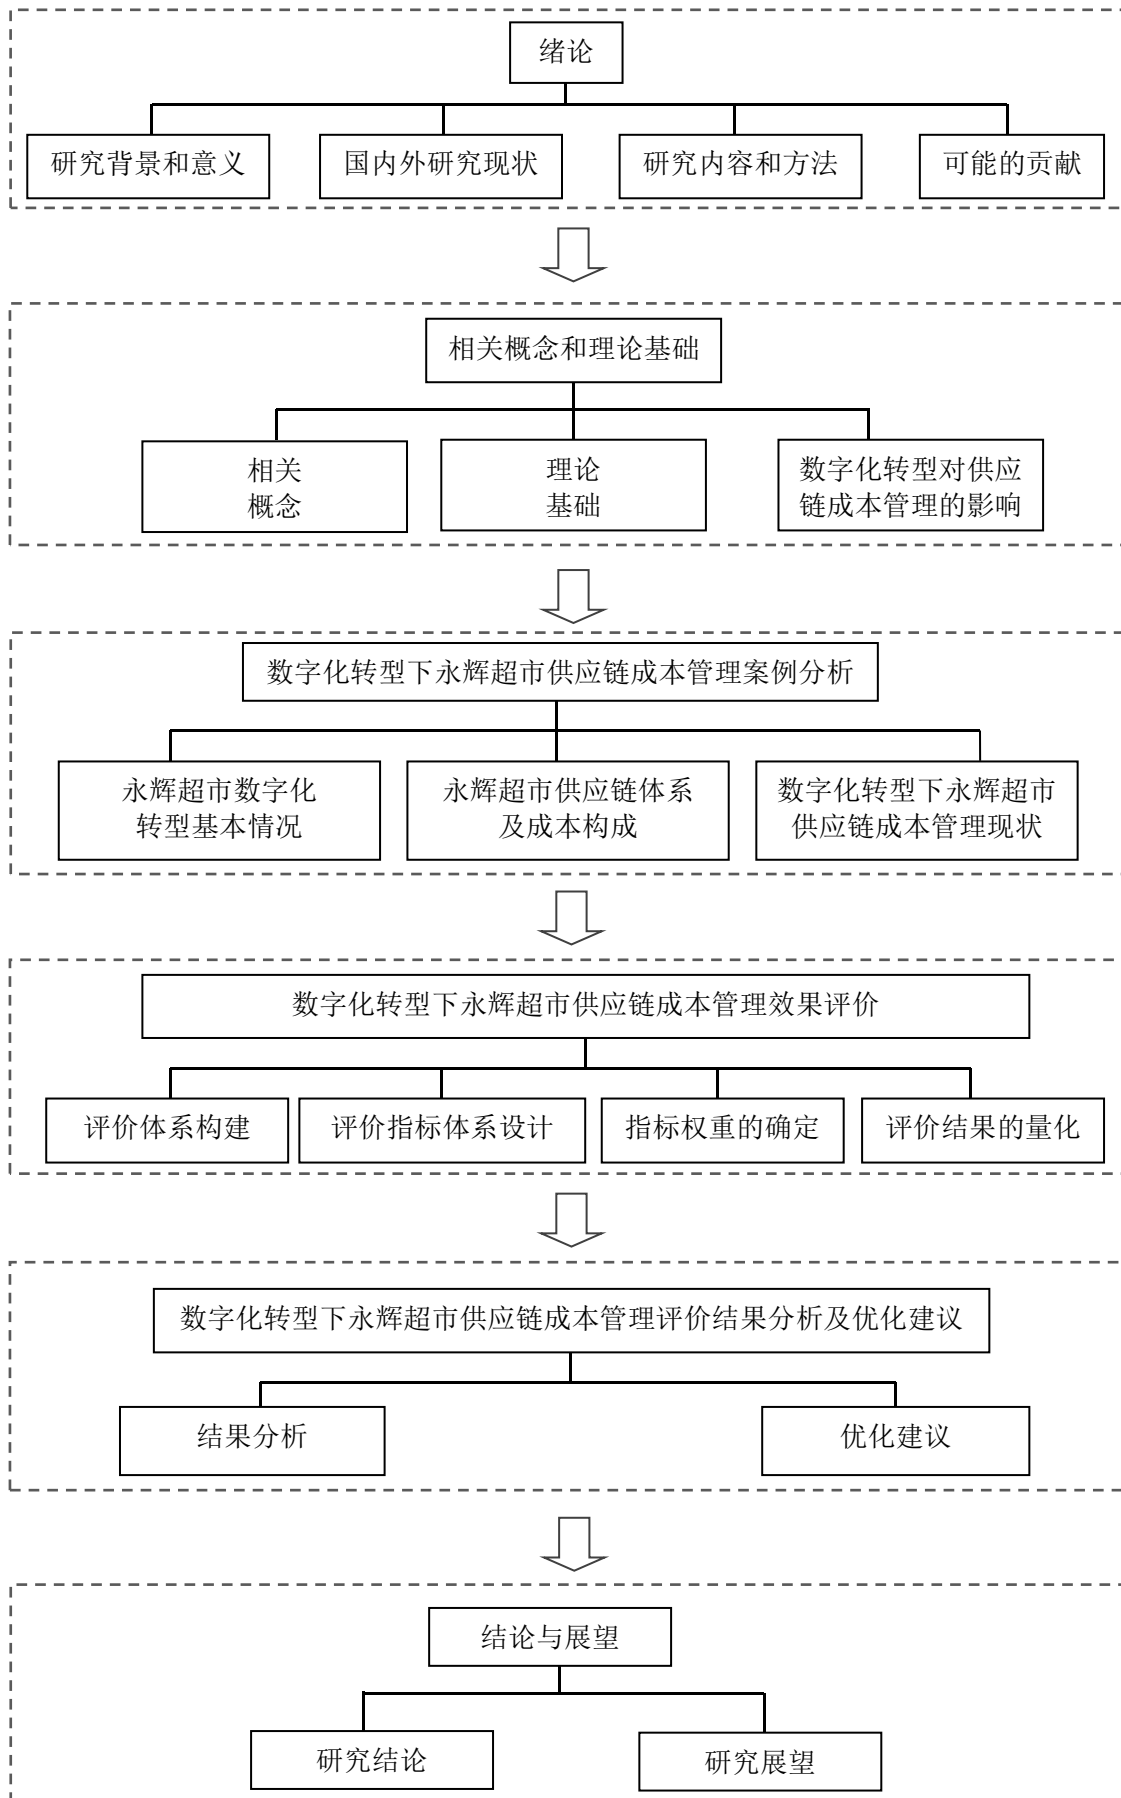 绪论
研究背景和意义
国内外研究现状
研究内容和方法
可能的贡献
相关概念和理论基础
相关
概念
理论
基础
数字化转型对供应
链成本管理的影响
数字化转型下永辉超市供应链成本管理案例分析
永辉超市数字化
转型基本情况
永辉超市供应链体系
及成本构成
数字化转型下永辉超市
供应链成本管理现状
数字化转型下永辉超市供应链成本管理效果评价
评价体系构建
评价指标体系设计
指标权重的确定
评价结果的量化
数字化转型下永辉超市供应链成本管理评价结果分析及优化建议
结果分析
优化建议
结论与展望
研究结论
研究展望